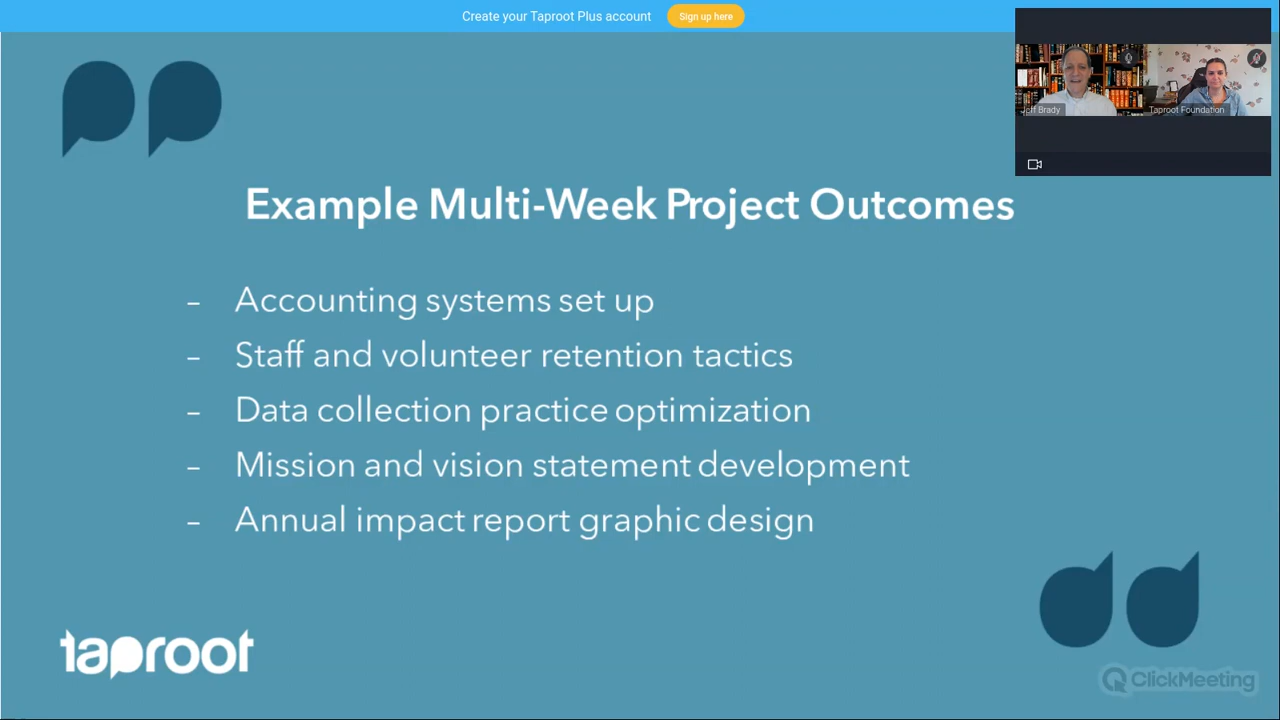 Create your Taproot Plus account Sign up here
Jeff Brady Taproot Foundation
Example Multi-Week Project Outcomes
– Accounting systems set up
– Staff and volunteer retention tactics
– Data collection practice optimization
– Mission and vision statement development
– Annual impact report graphic design
taproot
ClickMeeting